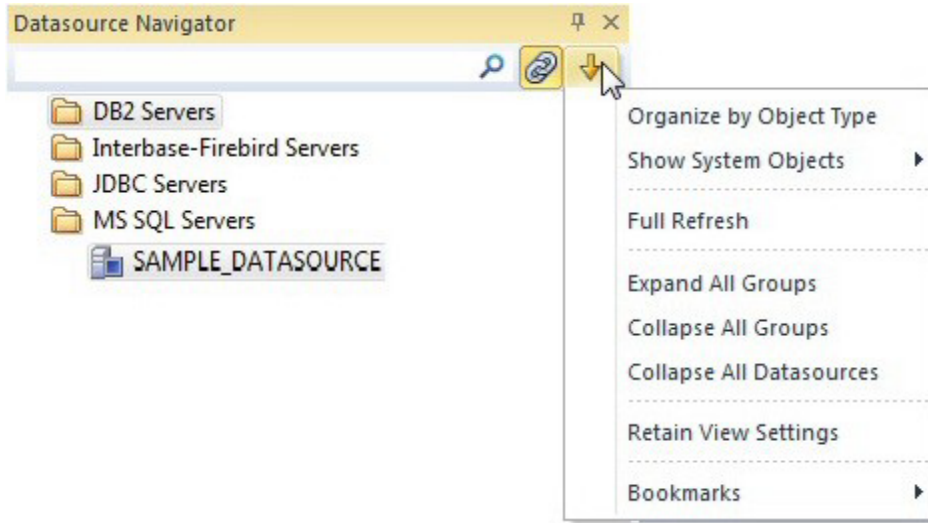 Datasource Navigator
DB2 Servers
Interbase-Firebird Servers
JDBC Servers
MS SQL Servers
SAMPLE_DATASOURCE
Organize by Object Type
Show System Objects
Full Refresh
Expand All Groups
Collapse All Groups
Collapse All Datasources
Retain View Settings
Bookmarks